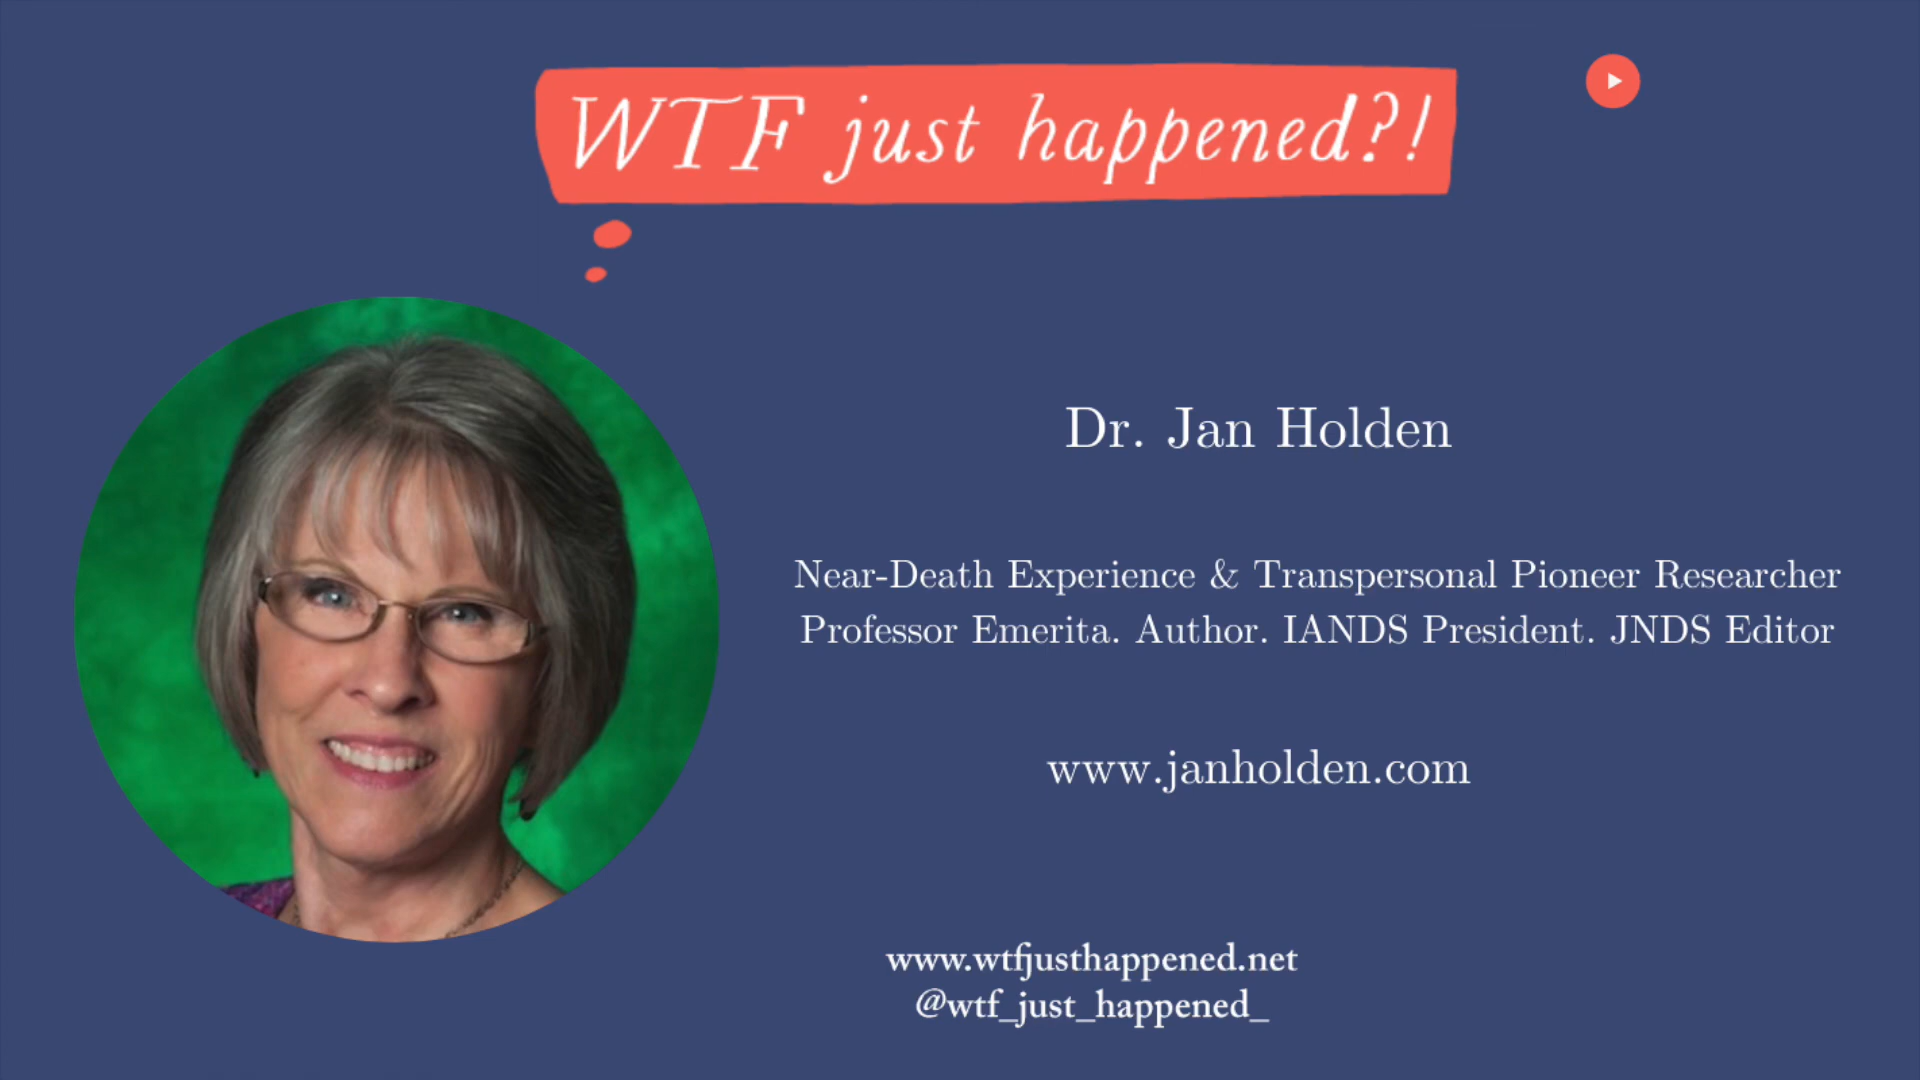 WTF just happened?!
Dr. Jan Holden
Near-Death Experience & Transpersonal Pioneer Researcher
Professor Emerita. Author. IANDS President. JNDS Editor
www.janholden.com
www.wtfjusthappened.net
@wtf_just_happened_